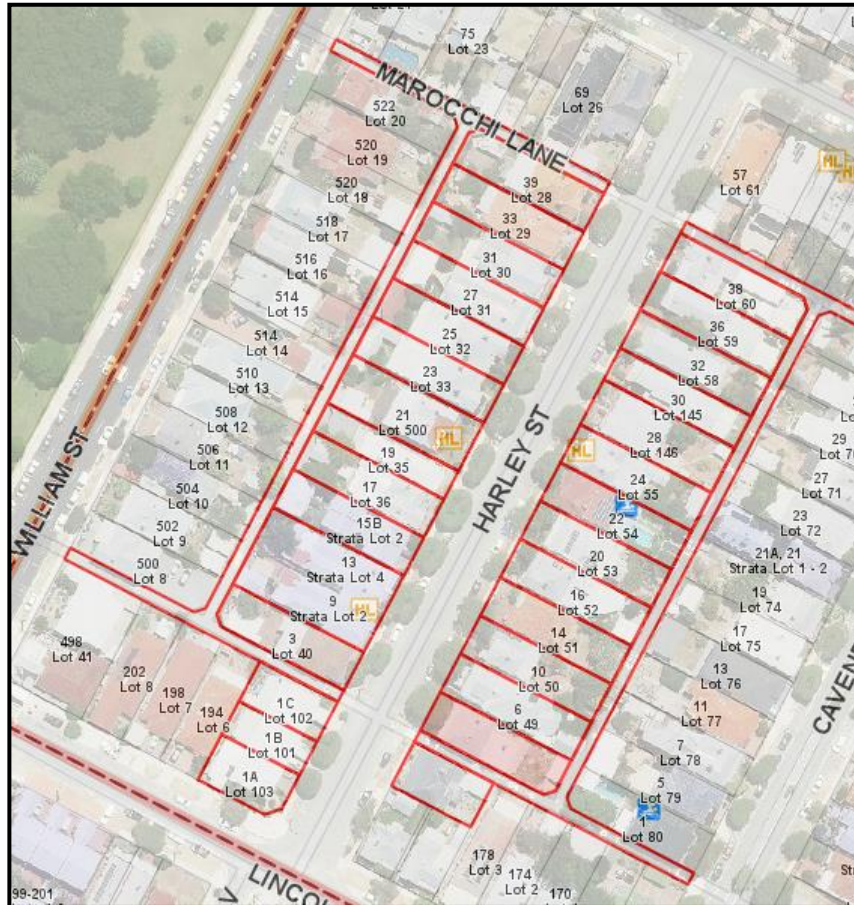 75
Lot 23
MAROCCHI LANE
69
Lot 26
522
Lot 20
520
Lot 19
520
Lot 18
518
Lot 17
516
Lot 16
514
Lot 15
514
Lot 14
510
Lot 13
508
Lot 12
506
Lot 11
504
Lot 10
502
Lot 9
500
Lot 8
WILLIAM ST
39
Lot 28
33
Lot 29
31
Lot 30
27
Lot 31
25
Lot 32
23
Lot 33
21
Lot 500
HL
19
Lot 35
17
Lot 36
15B
Strata Lot 2
13
Strata Lot 4
9
Strata Lot 2
HL
3
Lot 40
HARLEY ST
57
Lot 61
HL
38
Lot 60
36
Lot 59
32
Lot 58
30
Lot 145
28
Lot 146
HL
24
Lot 55
22
Lot 54
20
Lot 53
16
Lot 52
14
Lot 51
10
Lot 50
6
Lot 49
29
27
Lot 71
23
Lot 72
21A, 21
Strata Lot 1 - 2
19
Lot 74
17
Lot 75
13
Lot 76
11
Lot 77
7
Lot 78
5
Lot 79
1
Lot 80
498
Lot 41
202
Lot 8
198
Lot 7
194
Lot 6
1C
Lot 102
1B
Lot 101
1A
Lot 103
178
Lot 3
174
Lot 2
170
99-201